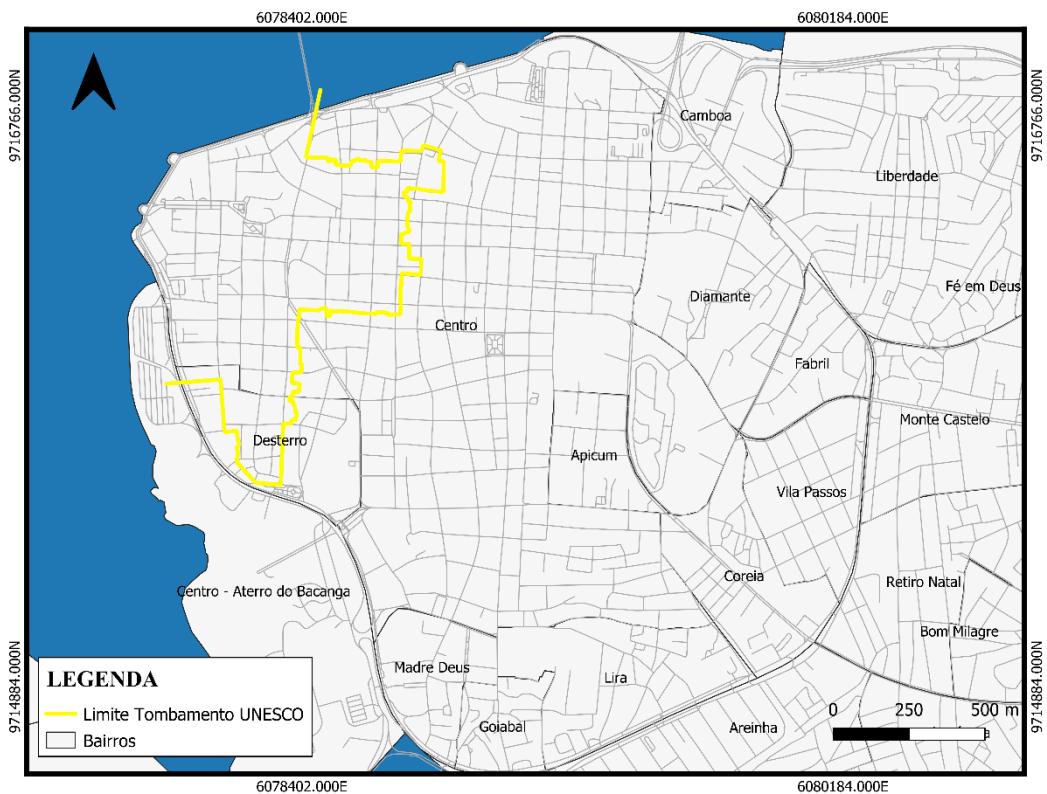 6078402.000E
6080184.000E
9716766.000N
9716766.000N
Camboa
Liberdade
Fé em Deus
Diamante
Centro
Fabril
Monte Castelo
Desterro
Apicum
Vila Passos
Coreia
Retiro Natal
Centro - Aterro do Bacanga
Bom Milagre
Madre Deus
Lira
Goiabal
Areinha
9714884.000N
9714884.000N
LEGENDA
Limite Tombamento UNESCO
Bairros
0 250 500 m
6078402.000E
6080184.000E